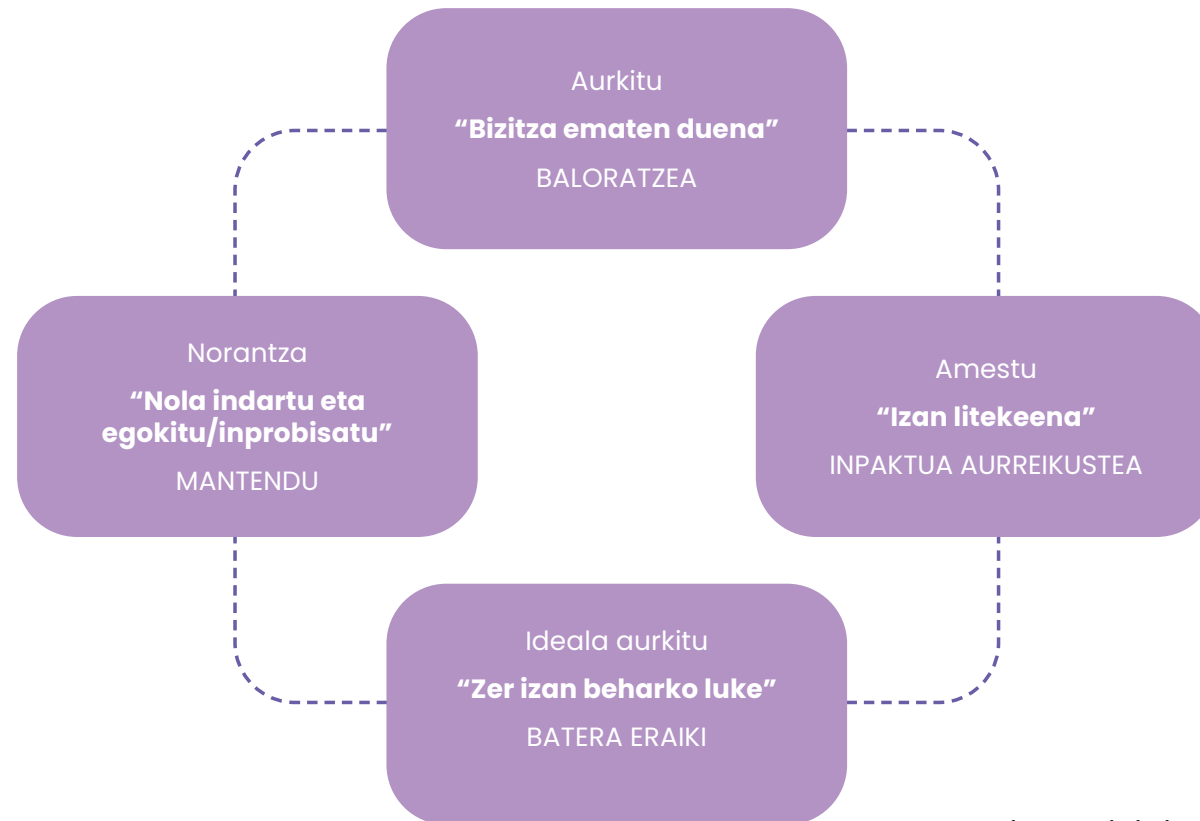 Aurkitu
“Bizitza ematen duena”
BALORATZEA
Norantza
“Nola indartu eta
egokitu/inprobisatu”
MANTENDU
Amestu
“Izan litekeena”
INPAKTUA AURREIKUSTEA
Ideala aurkitu
“Zer izan beharko luke”
BATERA ERAIKI